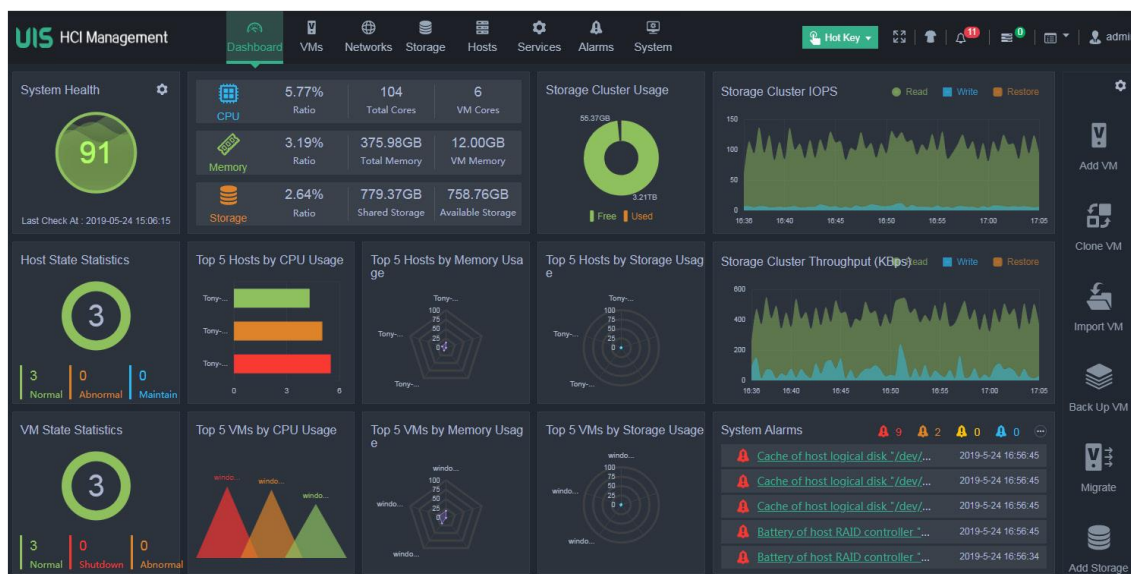 UIS HCI Management
Dashboard
VMs
Networks
Storage
Hosts
Services
Alarms
System
Hot Key
11
0
admi
System Health
91
Last Check At : 2019-05-24 15:06:15
CPU
5.77%
Ratio
104
Total Cores
6
VM Cores
Memory
3.19%
Ratio
375.98GB
Total Memory
12.00GB
VM Memory
Storage
2.64%
Ratio
779.37GB
Shared Storage
758.76GB
Available Storage
Storage Cluster Usage
55.37GB
3.21TB
Free
Used
Storage Cluster IOPS
Read
Write
Restore
150
100
50
0
16:36
16:40
16:45
16:50
16:55
17:00
17:05
Add VM
Clone VM
Import VM
Back Up VM
Migrate
Add Storage
Host State Statistics
3
3
Normal
0
Abnormal
0
Maintain
Top 5 Hosts by CPU Usage
Tony-...
Tony-...
Tony-...
0
3
6
Top 5 Hosts by Memory Usa
ge
Tony-...
100
75
50
25
0
Tony-...
Tony-...
Top 5 Hosts by Storage Usag
e
Tony-...
100
75
50
25
0
Tony-...
Tony-...
Storage Cluster Throughput (KBps)
Read
Write
Restore
600
400
200
0
16:36
16:40
16:45
16:50
16:55
17:00
17:05
VM State Statistics
3
3
Normal
0
Shutdown
0
Abnormal
Top 5 VMs by CPU Usage
windo...
windo...
windo...
Top 5 VMs by Memory Usag
e
windo...
100
75
50
25
0
windo...
windo...
Top 5 VMs by Storage Usage
windo...
100
75
50
25
0
windo...
windo...
System Alarms
9
2
0
0
Cache of host logical disk "/dev/... 2019-5-24 16:56:45
Cache of host logical disk "/dev/... 2019-5-24 16:56:45
Cache of host logical disk "/dev/... 2019-5-24 16:56:45
Battery of host RAID controller "... 2019-5-24 16:56:45
Battery of host RAID controller "... 2019-5-24 16:56:34